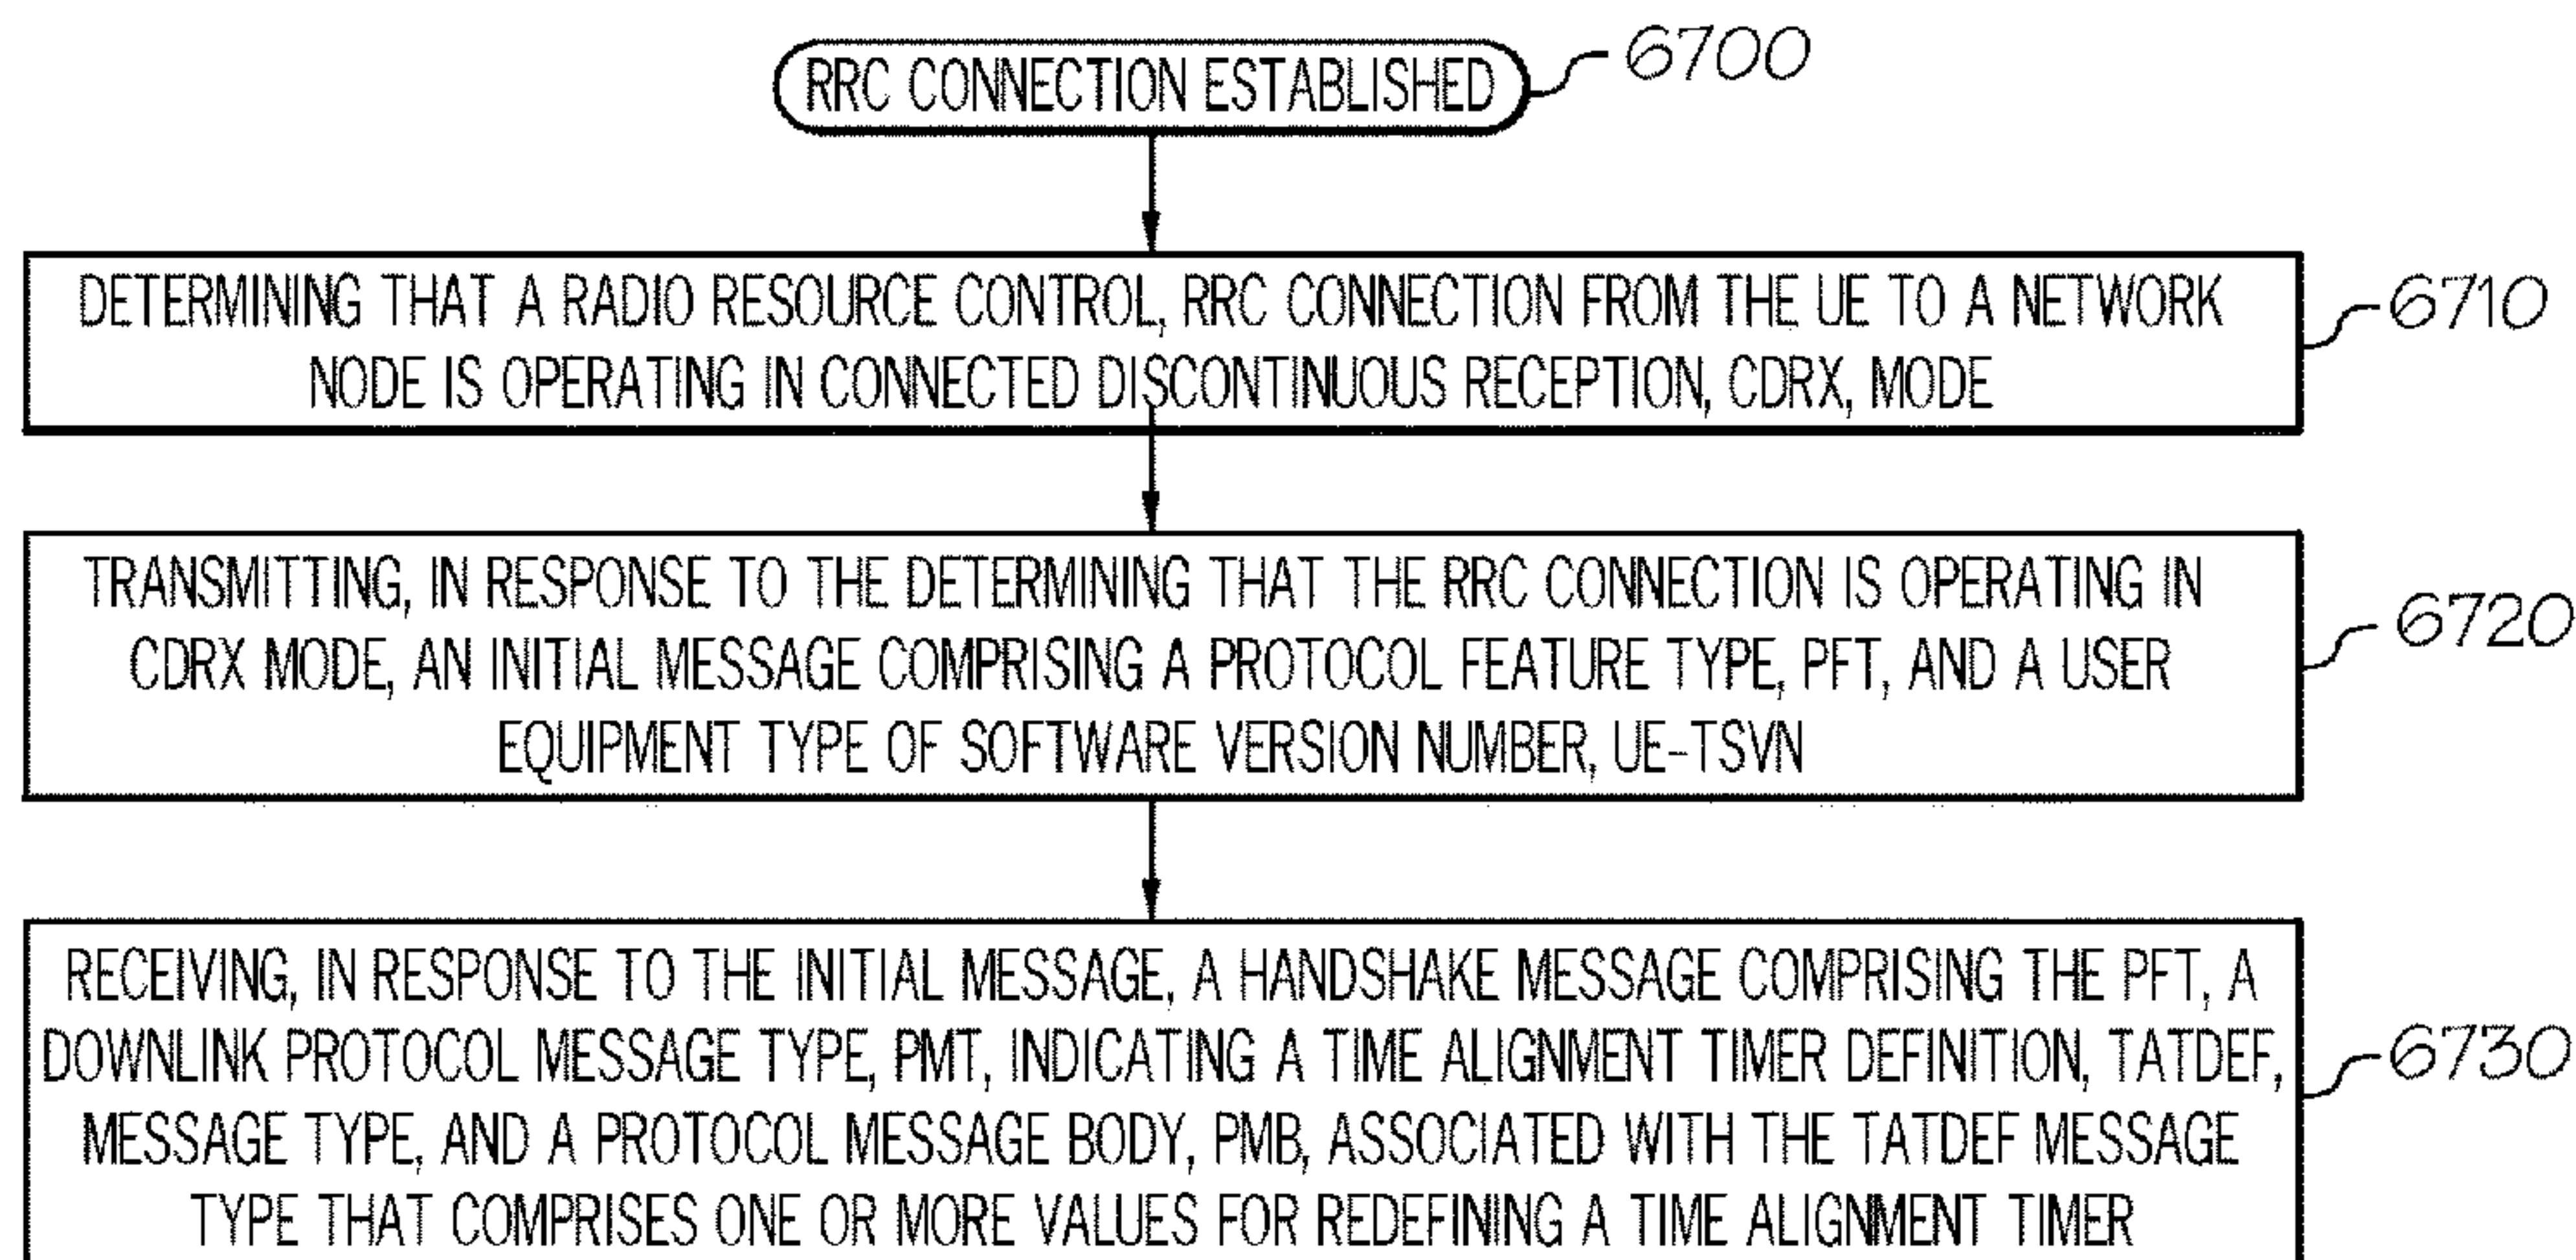 RRC CONNECTION ESTABLISHED 6700
DETERMINING THAT A RADIO RESOURCE CONTROL, RRC CONNECTION FROM THE UE TO A NETWORK
NODE IS OPERATING IN CONNECTED DISCONTINUOUS RECEPTION, CDRX, MODE
6710
TRANSMITTING, IN RESPONSE TO THE DETERMINING THAT THE RRC CONNECTION IS OPERATING IN
CDRX MODE, AN INITIAL MESSAGE COMPRISING A PROTOCOL FEATURE TYPE, PFT, AND A USER
EQUIPMENT TYPE OF SOFTWARE VERSION NUMBER, UE-TSVN
6720
RECEIVING, IN RESPONSE TO THE INITIAL MESSAGE, A HANDSHAKE MESSAGE COMPRISING THE PFT, A
DOWNLINK PROTOCOL MESSAGE TYPE, PMT, INDICATING A TIME ALIGNMENT TIMER DEFINITION, TATDEF,
MESSAGE TYPE, AND A PROTOCOL MESSAGE BODY, PMB, ASSOCIATED WITH THE TATDEF MESSAGE
TYPE THAT COMPRISES ONE OR MORE VALUES FOR REDEFINING A TIME ALIGNMENT TIMER
6730